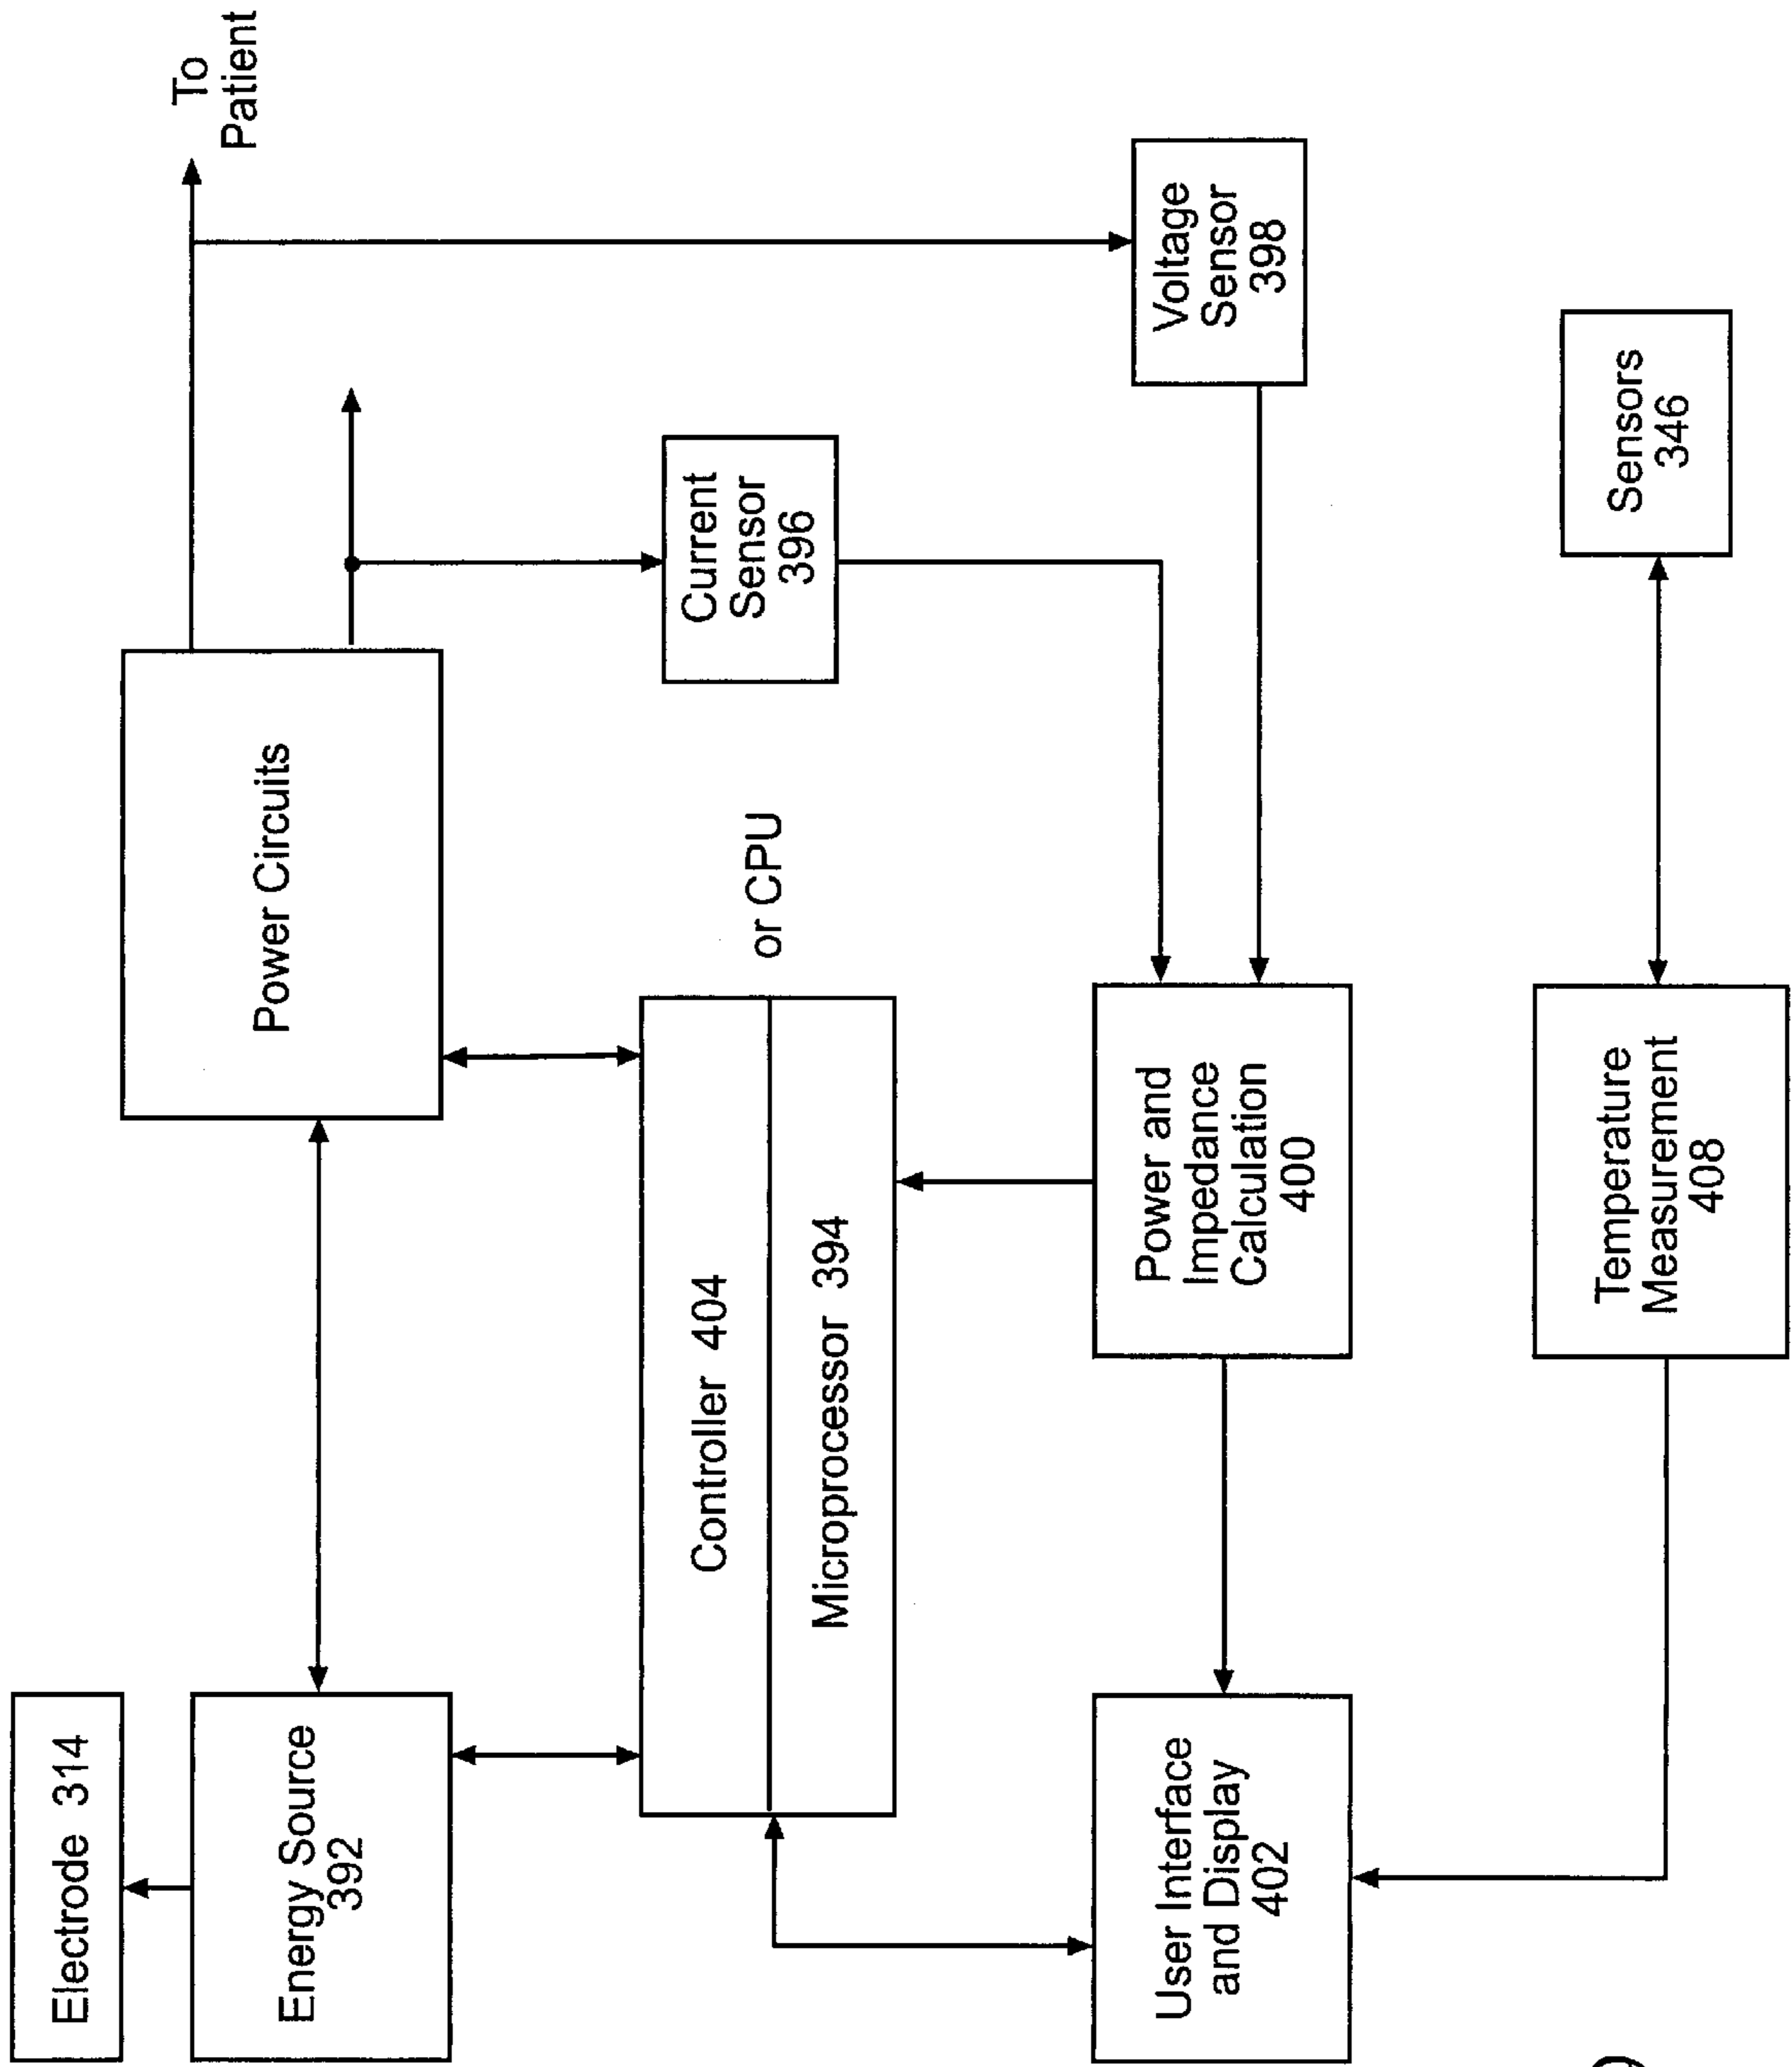 Electrode 314
To
Patient
Energy Source
392
Power Circuits
Controller 404
Microprocessor 394
or CPU
Current
Sensor
396
User Interface
and Display
402
Power and
Impedance
Calculation
400
Voltage
Sensor
398
Temperature
Measurement
408
Sensors
346